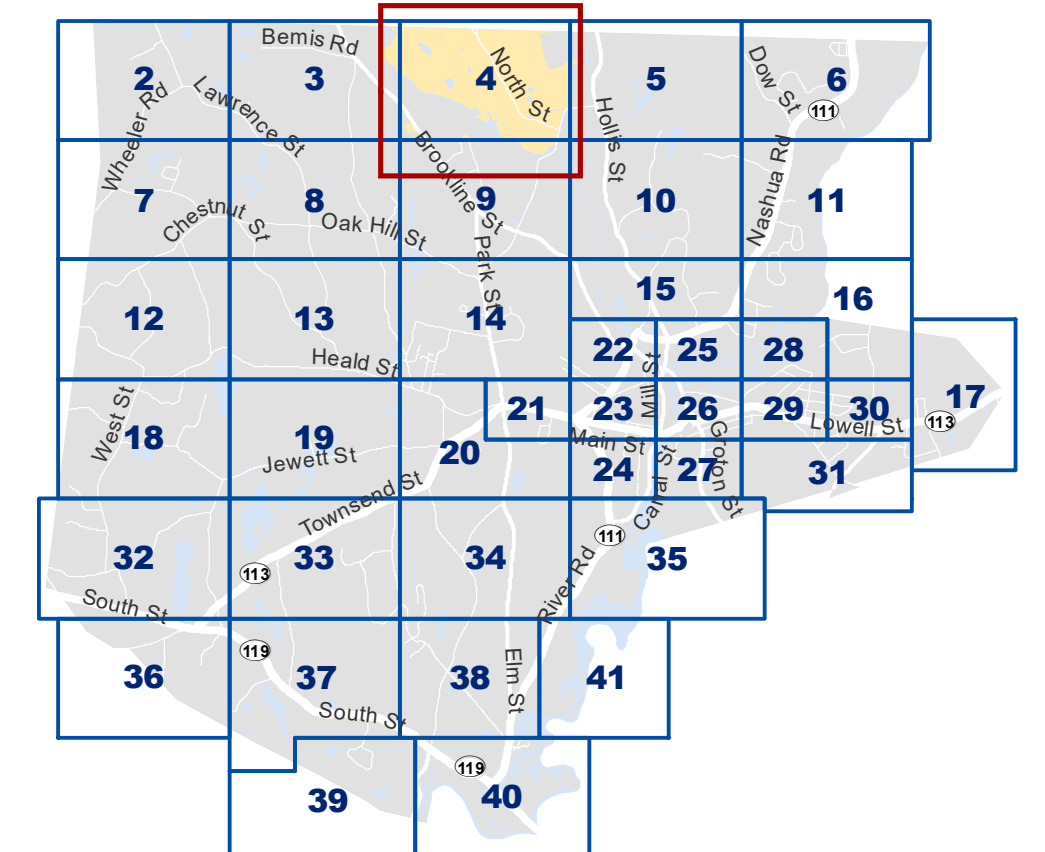 Bemis Rd
2
3
4
5
6
North St
Dow St
111
Lawrence St
Wheeler Rd
Hollis St
Brookline St
Nashua Rd
7
8
9
10
11
Chestnut St
Oak Hill St
Park St
12
13
14
15
16
Heald St
22
25
28
Mill St
17
113
West St
18
19
20
21
23
26
29
30
Lowell St
Main St
Jewett St
24
27
31
Groton St
Canal St
Townsend St
32
33
34
35
111
113
River Rd
South St
119
36
37
38
41
Elm St
South St
119
39
40